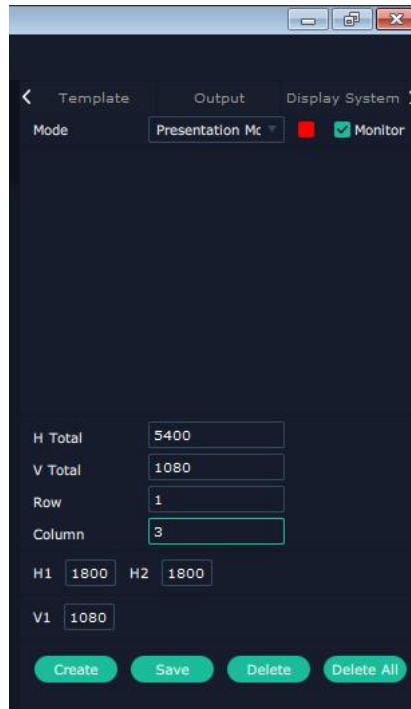 Template Output Display System
Mode Presentation Mc Monitor
H Total 5400
V Total 1080
Row 1
Column 3
H1 1800 H2 1800
V1 1080
Create Save Delete Delete All